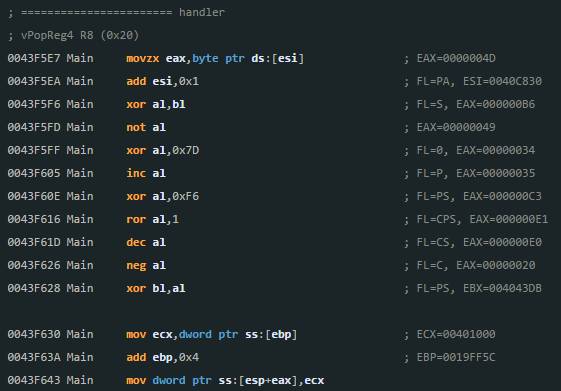 ; ======================= handler
; vPopReg4 R8 (0x20)
0043F5E7 Main movzx eax,byte ptr ds:[esi] ; EAX=0000004D
0043F5EA Main add esi,0x1 ; FL=PA, ESI=0040C830
0043F5F6 Main xor al,bl ; FL=S, EAX=000000B6
0043F5FD Main not al ; EAX=00000049
0043F5FF Main xor al,0x7D ; FL=0, EAX=00000034
0043F605 Main inc al ; FL=P, EAX=00000035
0043F60E Main xor al,0xF6 ; FL=PS, EAX=000000C3
0043F616 Main ror al,1 ; FL=CPS, EAX=000000E1
0043F61D Main dec al ; FL=CS, EAX=000000E0
0043F626 Main neg al ; FL=C, EAX=00000020
0043F628 Main xor bl,al ; FL=PS, EBX=004043DB
0043F630 Main mov ecx,dword ptr ss:[ebp] ; ECX=00401000
0043F63A Main add ebp,0x4 ; EBP=0019FF5C
0043F643 Main mov dword ptr ss:[esp+eax],ecx